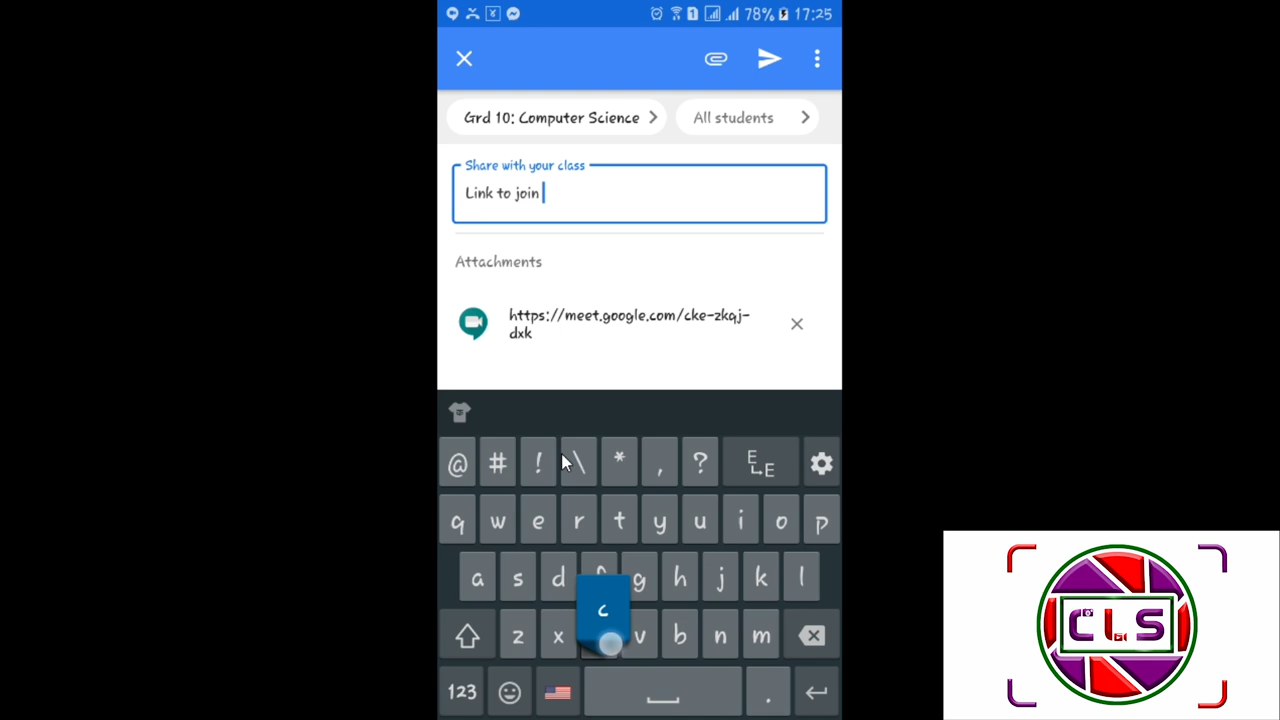 78% 17:25
Grd 10: Computer Science
All students
Share with your class
Link to join
Attachments
https://meet.google.com/cke-zkqj-
dxk
@ # ! \ * , ? E E
q w e r t y u i o p
a s d f g h j k l
c
z x v b n m
123 .
CLS